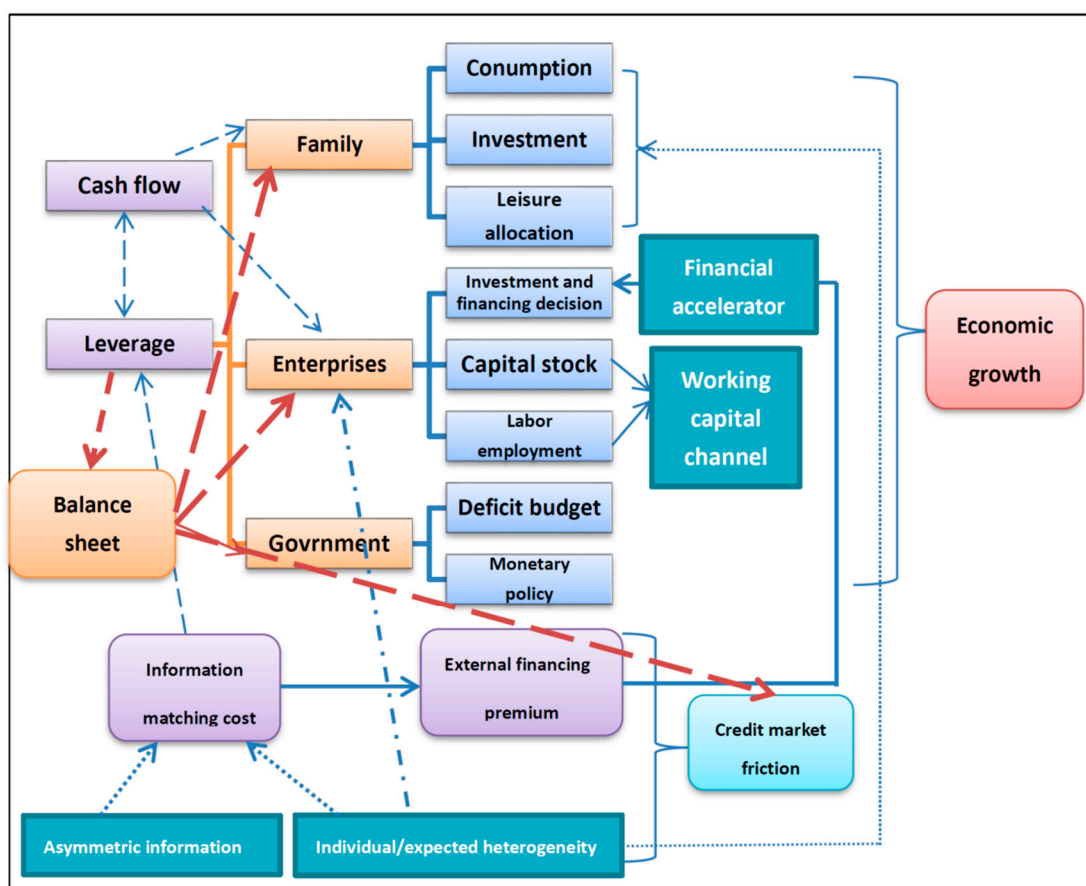 Conumption
Family
Investment
Cash flow
Leisure
allocation
Investment and
financing decision
Financial
accelerator
Economic
growth
Leverage
Enterprises
Capital stock
Working
capital
channel
Labor
employment
Balance
sheet
Deficit budget
Govrnment
Monetary
policy
Information
matching cost
External financing
premium
Credit market
friction
Asymmetric information
Individual/expected heterogeneity